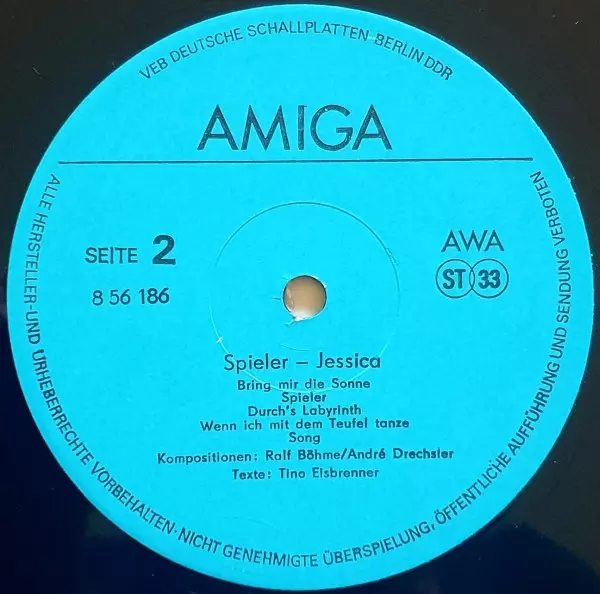 VEB DEUTSCHE SCHALLPLATTEN BERLIN DDR
AMIGA
SEITE 2
8 56 186
AWA
ST 33
Spieler – Jessica
Bring mir die Sonne
Spieler
Durch's Labyrinth
Wenn ich mit dem Teufel tanze
Song
Kompositionen: Ralf Böhme/André Drechsler
Texte: Tino Eisbrenner
ALLE HERSTELLER-UND URHEBERRECHTE VORBEHALTEN·NICHT GENEHMIGTE ÜBERSPIELUNG, ÖFFENTLICHE AUFFÜHRUNG UND SENDUNG VERBOTEN